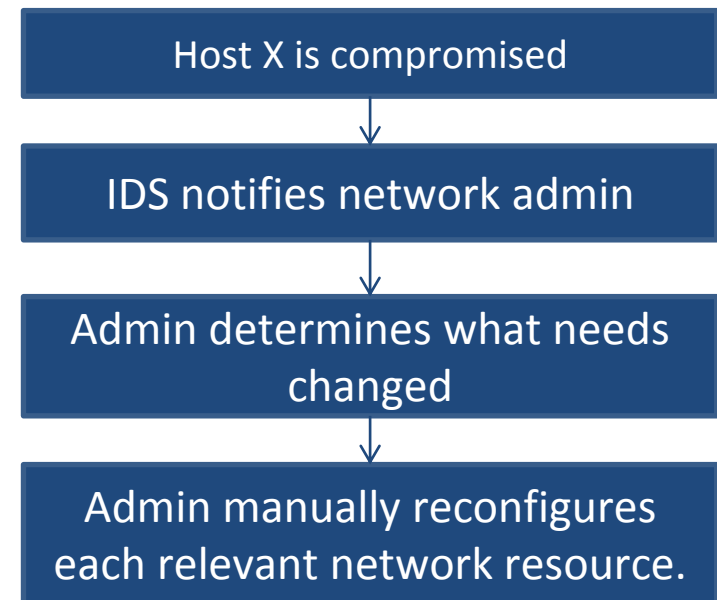 Host X is compromised
IDS notifies network admin
Admin determines what needs
changed
Admin manually reconfigures
each relevant network resource.